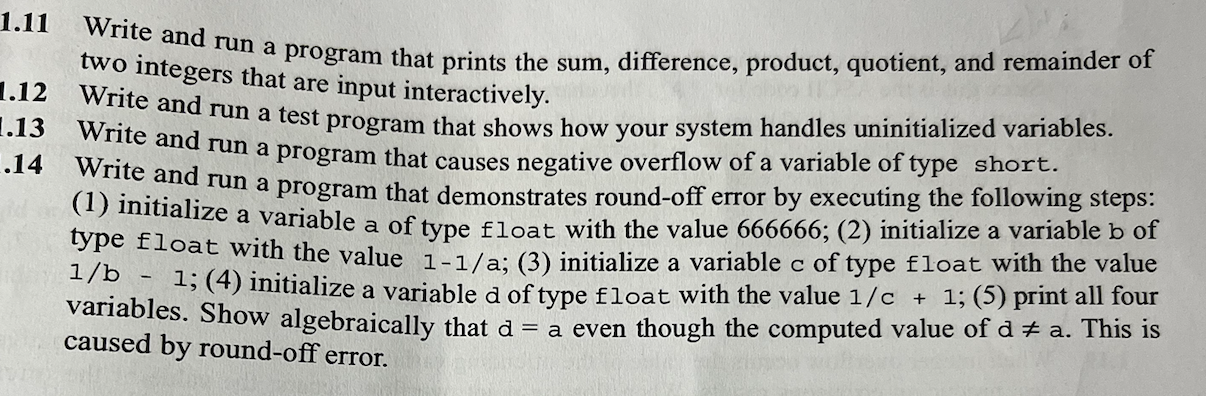 1.11 Write and run a program that prints the sum, difference, product, quotient, and remainder of
two integers that are input interactively.
1.12 Write and run a test program that shows how your system handles uninitialized variables.
1.13 Write and run a program that causes negative overflow of a variable of type short.
.14 Write and run a program that demonstrates round-off error by executing the following steps:
(1) initialize a variable a of type float with the value 666666; (2) initialize a variable b of
type float with the value 1-1/a; (3) initialize a variable c of type float with the value
1/b - 1; (4) initialize a variable d of type float with the value 1/c + 1; (5) print all four
variables. Show algebraically that d = a even though the computed value of d ≠ a. This is
caused by round-off error.